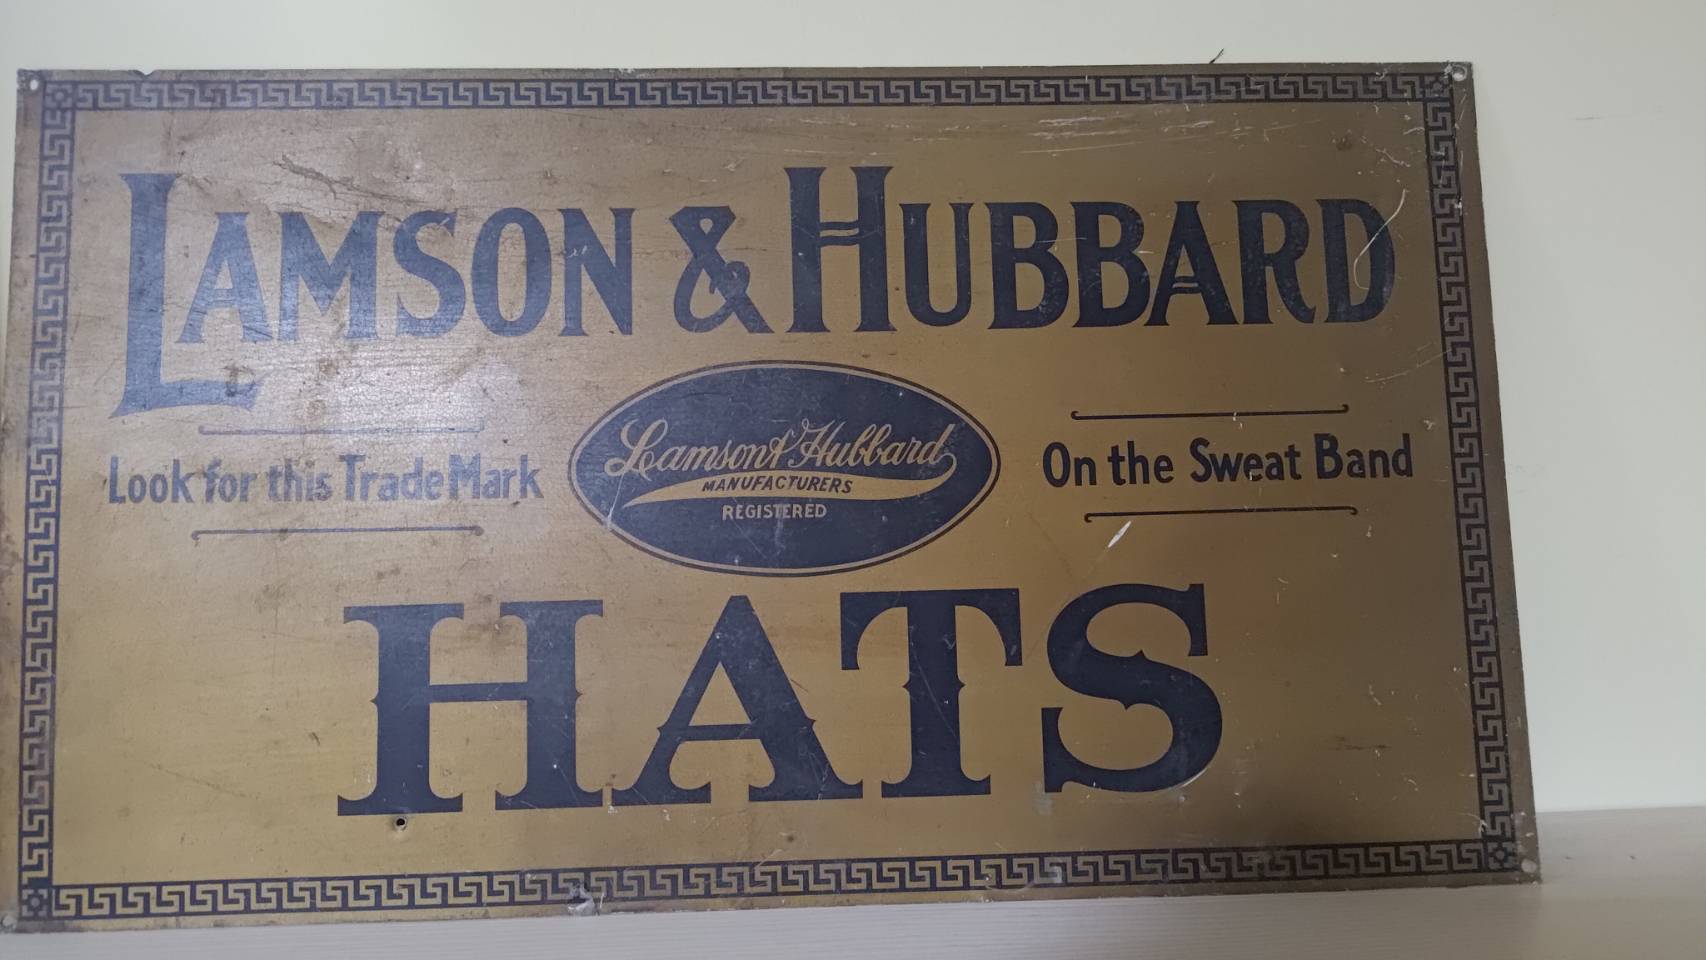 LAMSON & HUBBARD
Look for this Trade Mark
Lamson & Hubbard
MANUFACTURERS
REGISTERED
On the Sweat Band
HATS